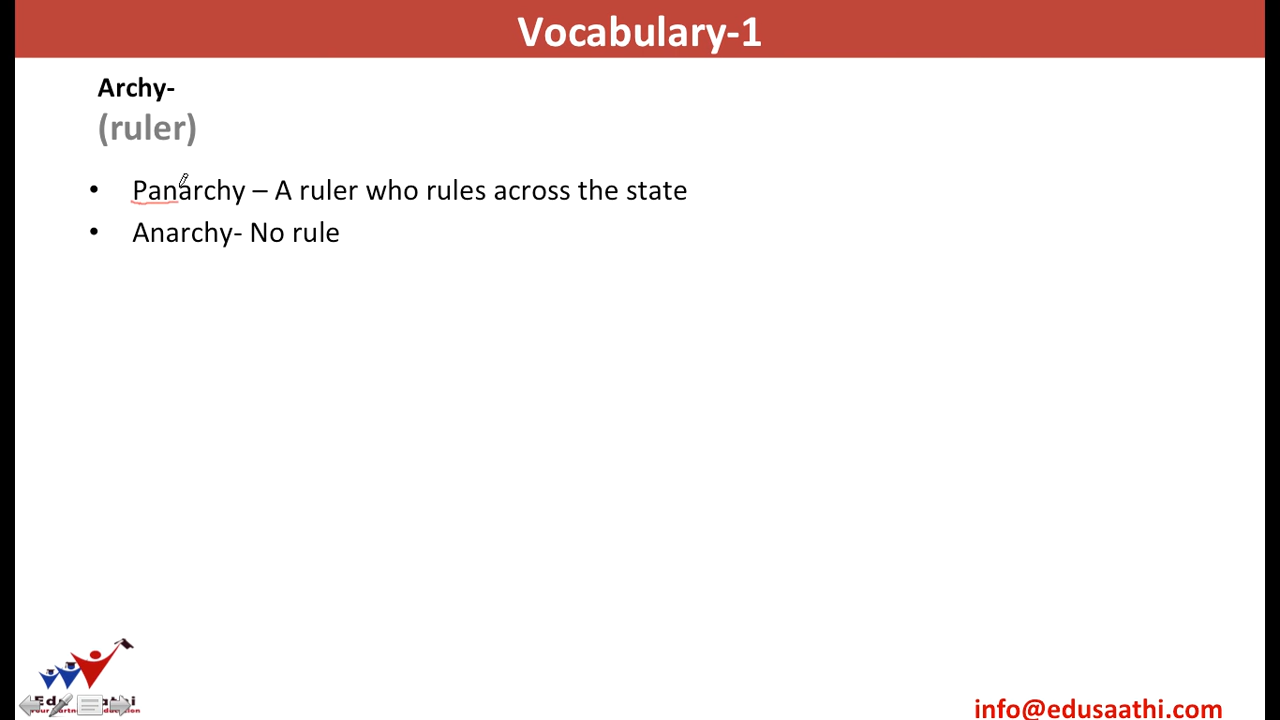 Vocabulary-1
Archy-
(ruler)
• Panarchy – A ruler who rules across the state
• Anarchy- No rule
info@edusaathi.com